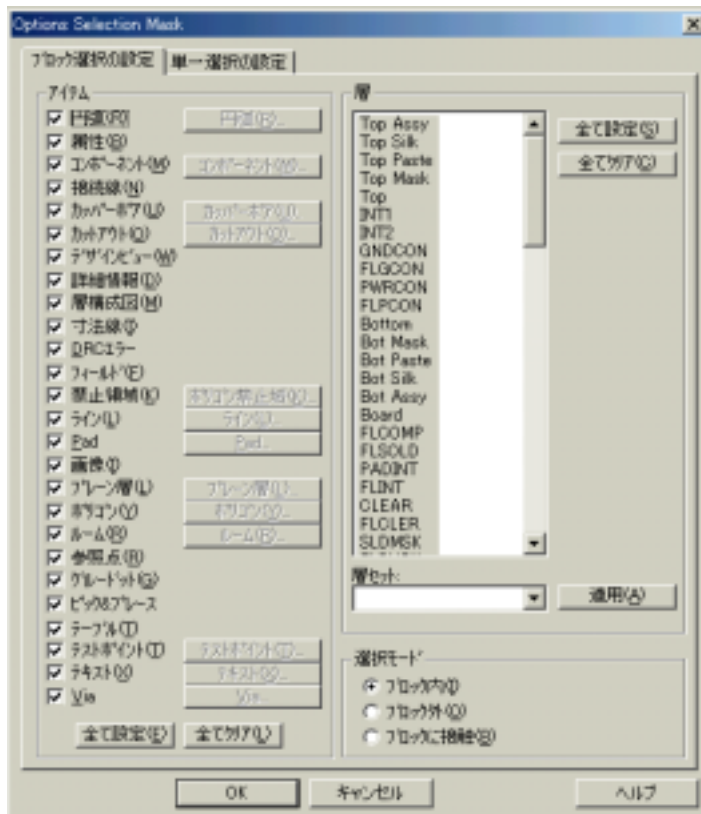 Options Selection Mask
ブロック選択の設定
単一選択の設定
アイテム
円弧(R)
円弧(R)...
属性(B)
コンポーネント(M)
コンポーネント(M)...
接続線(N)
カッパーポア(U)
カッパーポア(U)
カットアウト(O)
カットアウト(O)...
デザインビュー(W)
詳細情報(D)
層構成図(M)
寸法線(I)
DRCエラー
フィールド(E)
禁止領域(K)
ポリゴン禁止域(K)...
ライン(L)
ライン(L)...
Pad
Pad...
画像(I)
プレーン層(L)
プレーン層(L)...
ポリゴン(Y)
ポリゴン(Y)...
ルーム(R)
ルーム(R)...
参照点(R)
グルードット(G)
ピック&プレース
テーブル(T)
テストポイント(T)
テストポイント(T)...
テキスト(X)
テキスト(X)...
Via
Via...
全て設定(E)
全てクリア(L)
層
Top Assy
Top Silk
Top Paste
Top Mask
Top
INT1
INT2
GNDCON
FLGCON
PWRCON
FLPCON
Bottom
Bot Mask
Bot Paste
Bot Silk
Bot Assy
Board
FLCOMP
FLSOLD
PADINT
FLINT
CLEAR
FLCLER
SLDMSK
全て設定(S)
全てクリア(C)
層セット:
適用(A)
選択モード
ブロック内(I)
ブロック外(O)
ブロックに接触(B)
OK
キャンセル
ヘルプ